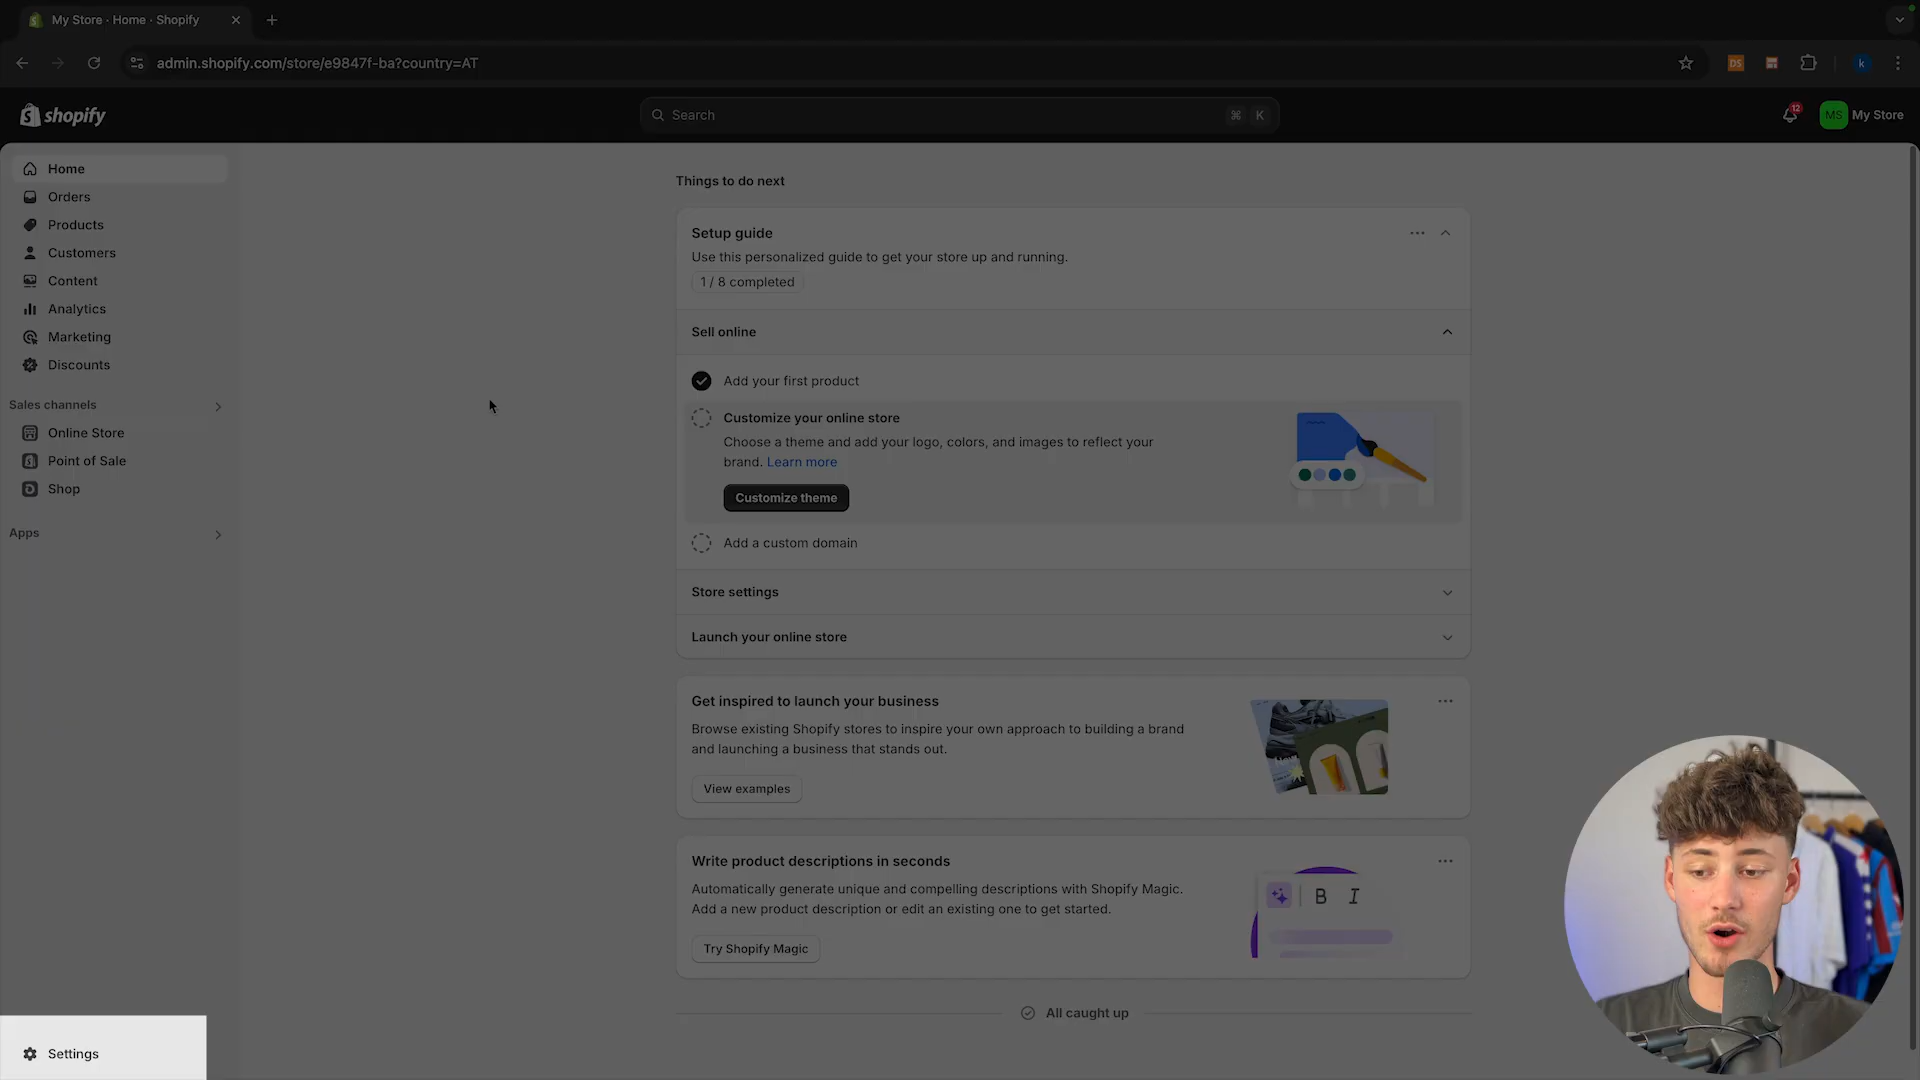 My Store · Home · Shopify
admin.shopify.com/store/e9847f-ba?country=AT
DS
k
shopify
Search
⌘ K
12
MS
My Store
Home
Orders
Products
Customers
Content
Analytics
Marketing
Discounts
Sales channels
Online Store
Point of Sale
Shop
Apps
Settings
Things to do next
Setup guide
Use this personalized guide to get your store up and running.
1 / 8 completed
Sell online
Add your first product
Customize your online store
Choose a theme and add your logo, colors, and images to reflect your
brand. Learn more
Customize theme
Add a custom domain
Store settings
Launch your online store
Get inspired to launch your business
Browse existing Shopify stores to inspire your own approach to building a brand
and launching a business that stands out.
View examples
Write product descriptions in seconds
Automatically generate unique and compelling descriptions with Shopify Magic.
Add a new product description or edit an existing one to get started.
B I
Try Shopify Magic
All caught up